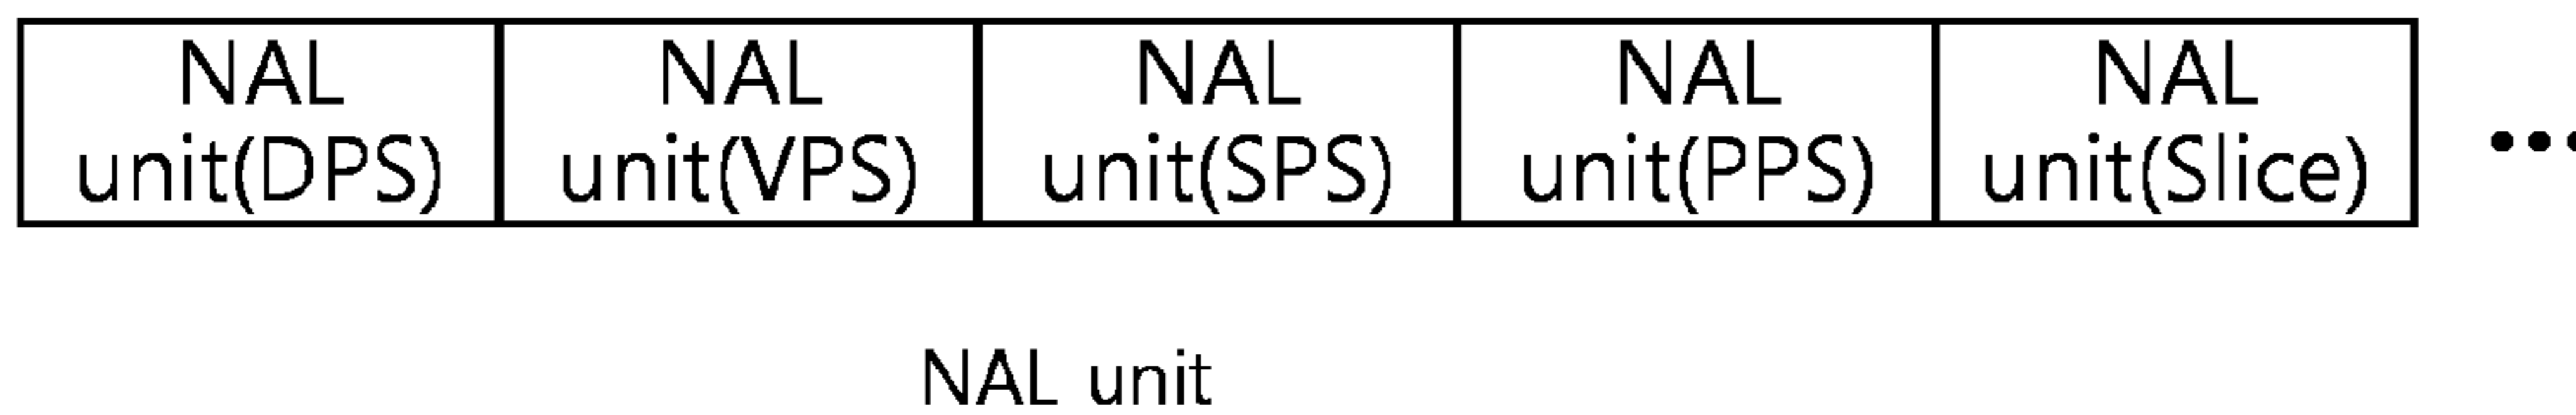 NAL
unit(DPS)
NAL
unit(VPS)
NAL
unit(SPS)
NAL
unit(PPS)
NAL
unit(Slice)
•••
NAL unit